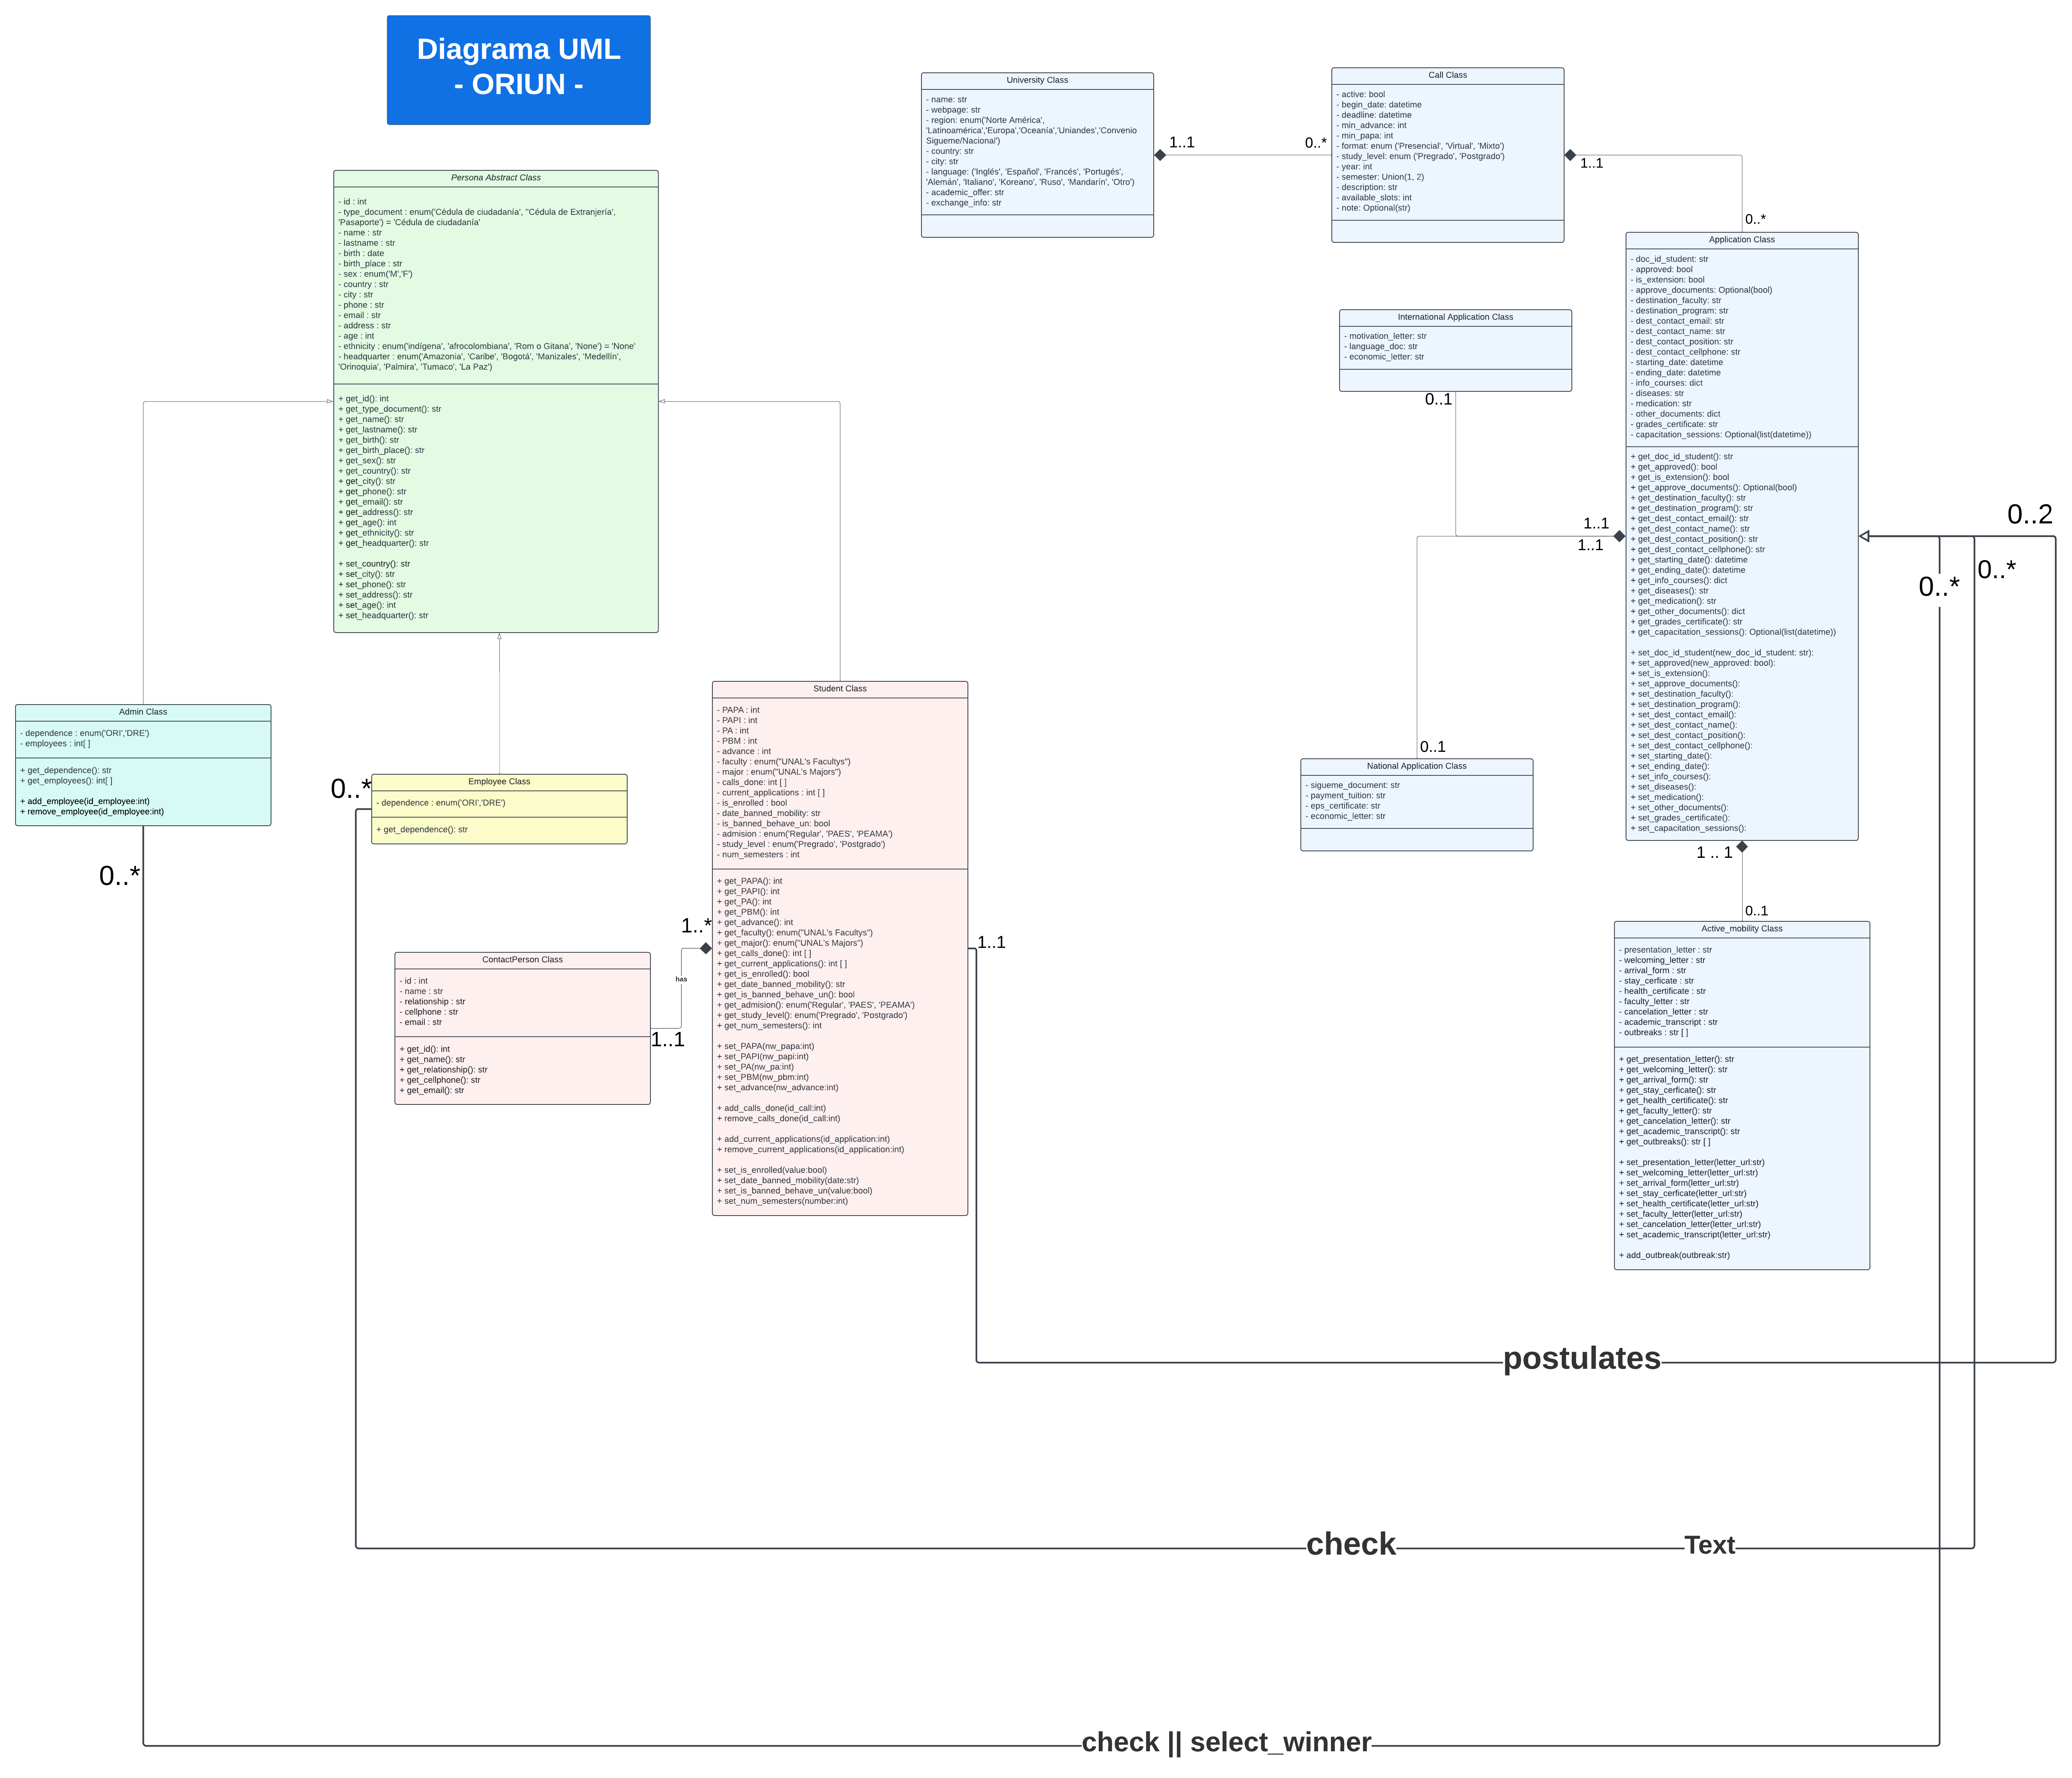 Diagrama UML
- ORIUN -
Persona Abstract Class
- id : int
- type_document : enum('Cédula de ciudadanía', ''Cédula de Extranjería',
'Pasaporte') = 'Cédula de ciudadanía'
- name : str
- lastname : str
- birth : date
- birth_place : str
- sex : enum('M','F')
- country : str
- city : str
- phone : str
- email : str
- address : str
- age : int
- ethnicity : enum('indígena', 'afrocolombiana', 'Rom o Gitana', 'None') = 'None'
- headquarter : enum('Amazonia', 'Caribe', 'Bogotá', 'Manizales', 'Medellín',
'Orinoquia', 'Palmira', 'Tumaco', 'La Paz')
+ get_id(): int
+ get_type_document(): str
+ get_name(): str
+ get_lastname(): str
+ get_birth(): str
+ get_birth_place(): str
+ get_sex(): str
+ get_country(): str
+ get_city(): str
+ get_phone(): str
+ get_email(): str
+ get_address(): str
+ get_age(): int
+ get_ethnicity(): str
+ get_headquarter(): str
+ set_country(): str
+ set_city(): str
+ set_phone(): str
+ set_address(): str
+ set_age(): int
+ set_headquarter(): str
University Class
- name: str
- webpage: str
- region: enum('Norte América',
'Latinoamérica','Europa','Oceanía','Uniandes','Convenio
Sigueme/Nacional')
- country: str
- city: str
- language: ('Inglés', 'Español', 'Francés', 'Portugés',
'Alemán', 'Italiano', 'Koreano', 'Ruso', 'Mandarín', 'Otro')
- academic_offer: str
- exchange_info: str
1..1
0..*
Call Class
- active: bool
- begin_date: datetime
- deadline: datetime
- min_advance: int
- min_papa: int
- format: enum ('Presencial', 'Virtual', 'Mixto')
- study_level: enum ('Pregrado', 'Postgrado')
- year: int
- semester: Union(1, 2)
- description: str
- available_slots: int
- note: Optional(str)
1..1
0..*
Application Class
- doc_id_student: str
- approved: bool
- is_extension: bool
- approve_documents: Optional(bool)
- destination_faculty: str
- destination_program: str
- dest_contact_email: str
- dest_contact_name: str
- dest_contact_position: str
- dest_contact_cellphone: str
- starting_date: datetime
- ending_date: datetime
- info_courses: dict
- diseases: str
- medication: str
- other_documents: dict
- grades_certificate: str
- capacitation_sessions: Optional(list(datetime))
+ get_doc_id_student(): str
+ get_approved(): bool
+ get_is_extension(): bool
+ get_approve_documents(): Optional(bool)
+ get_destination_faculty(): str
+ get_destination_program(): str
+ get_dest_contact_email(): str
+ get_dest_contact_name(): str
+ get_dest_contact_position(): str
+ get_dest_contact_cellphone(): str
+ get_starting_date(): datetime
+ get_ending_date(): datetime
+ get_info_courses(): dict
+ get_diseases(): str
+ get_medication(): str
+ get_other_documents(): dict
+ get_grades_certificate(): str
+ get_capacitation_sessions(): Optional(list(datetime))
+ set_doc_id_student(new_doc_id_student: str):
+ set_approved(new_approved: bool):
+ set_is_extension():
+ set_approve_documents():
+ set_destination_faculty():
+ set_destination_program():
+ set_dest_contact_email():
+ set_dest_contact_name():
+ set_dest_contact_position():
+ set_dest_contact_cellphone():
+ set_starting_date():
+ set_ending_date():
+ set_info_courses():
+ set_diseases():
+ set_medication():
+ set_other_documents():
+ set_grades_certificate():
+ set_capacitation_sessions():
International Application Class
- motivation_letter: str
- language_doc: str
- economic_letter: str
0..1
1..1
1..1
0..2
0..*
0..*
0..1
National Application Class
- sigueme_document: str
- payment_tuition: str
- eps_certificate: str
- economic_letter: str
1 .. 1
0..1
Active_mobility Class
- presentation_letter : str
- welcoming_letter : str
- arrival_form : str
- stay_cerficate : str
- health_certificate : str
- faculty_letter : str
- cancelation_letter : str
- academic_transcript : str
- outbreaks : str [ ]
+ get_presentation_letter(): str
+ get_welcoming_letter(): str
+ get_arrival_form(): str
+ get_stay_cerficate(): str
+ get_health_certificate(): str
+ get_faculty_letter(): str
+ get_cancelation_letter(): str
+ get_academic_transcript(): str
+ get_outbreaks(): str [ ]
+ set_presentation_letter(letter_url:str)
+ set_welcoming_letter(letter_url:str)
+ set_arrival_form(letter_url:str)
+ set_stay_cerficate(letter_url:str)
+ set_health_certificate(letter_url:str)
+ set_faculty_letter(letter_url:str)
+ set_cancelation_letter(letter_url:str)
+ set_academic_transcript(letter_url:str)
+ add_outbreak(outbreak:str)
Admin Class
- dependence : enum('ORI','DRE')
- employees : int[ ]
+ get_dependence(): str
+ get_employees(): int[ ]
+ add_employee(id_employee:int)
+ remove_employee(id_employee:int)
0..*
0..*
Employee Class
- dependence : enum('ORI','DRE')
+ get_dependence(): str
Student Class
- PAPA : int
- PAPI : int
- PA : int
- PBM : int
- advance : int
- faculty : enum("UNAL's Facultys")
- major : enum("UNAL's Majors")
- calls_done: int [ ]
- current_applications : int [ ]
- is_enrolled : bool
- date_banned_mobility: str
- is_banned_behave_un: bool
- admision : enum('Regular', 'PAES', 'PEAMA')
- study_level : enum('Pregrado', 'Postgrado')
- num_semesters : int
+ get_PAPA(): int
+ get_PAPI(): int
+ get_PA(): int
+ get_PBM(): int
+ get_advance(): int
+ get_faculty(): enum("UNAL's Facultys")
+ get_major(): enum("UNAL's Majors")
+ get_calls_done(): int [ ]
+ get_current_applications(): int [ ]
+ get_is_enrolled(): bool
+ get_date_banned_mobility(): str
+ get_is_banned_behave_un(): bool
+ get_admision(): enum('Regular', 'PAES', 'PEAMA')
+ get_study_level(): enum('Pregrado', 'Postgrado')
+ get_num_semesters(): int
+ set_PAPA(nw_papa:int)
+ set_PAPI(nw_papi:int)
+ set_PA(nw_pa:int)
+ set_PBM(nw_pbm:int)
+ set_advance(nw_advance:int)
+ add_calls_done(id_call:int)
+ remove_calls_done(id_call:int)
+ add_current_applications(id_application:int)
+ remove_current_applications(id_application:int)
+ set_is_enrolled(value:bool)
+ set_date_banned_mobility(date:str)
+ set_is_banned_behave_un(value:bool)
+ set_num_semesters(number:int)
1..*
1..1
has
1..1
ContactPerson Class
- id : int
- name : str
- relationship : str
- cellphone : str
- email : str
+ get_id(): int
+ get_name(): str
+ get_relationship(): str
+ get_cellphone(): str
+ get_email(): str
postulates
check
Text
check || select_winner